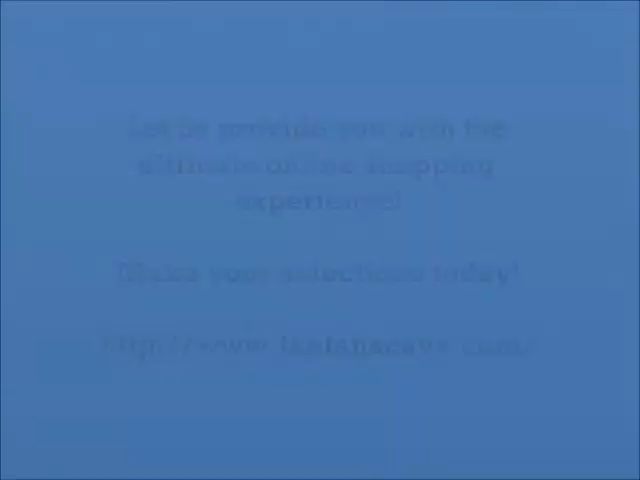 Let us provide you with the
ultimate online shopping
experience!
Make your selections today!